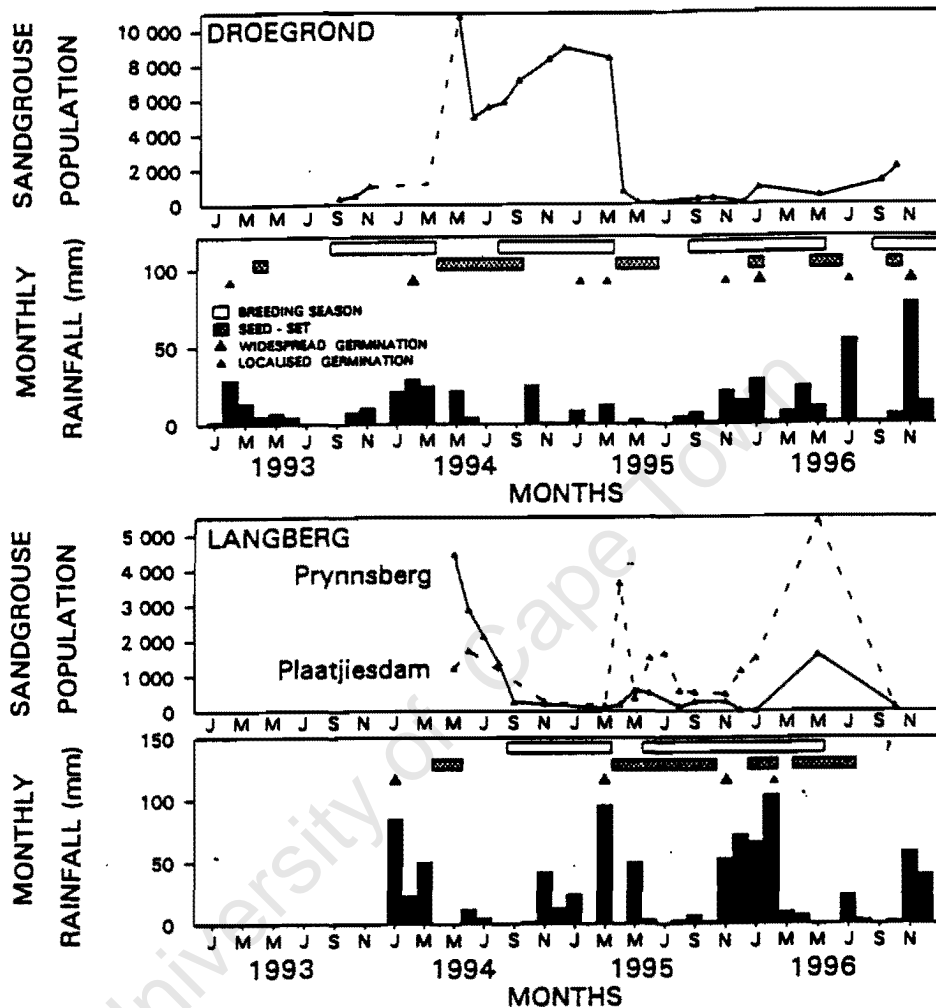 DROEGROND
SANDGROUSE
POPULATION
10 000
8 000
6 000
4 000
2 000
0
J M M J S N J M M J S N J M M J S N J M M J S N
MONTHLY
RAINFALL (mm)
100
50
0
BREEDING SEASON
SEED - SET
WIDESPREAD GERMINATION
LOCALISED GERMINATION
J M M J S N J M M J S N J M M J S N J M M J S N
1993 1994 1995 1996
MONTHS
LANGBERG
SANDGROUSE
POPULATION
5 000
4 000
3 000
2 000
1 000
0
Prynnsberg
Plaatjiesdam
J M M J S N J M M J S N J M M J S N J M M J S N
MONTHLY
RAINFALL (mm)
150
100
50
0
J M M J S N J M M J S N J M M J S N J M M J S N
1993 1994 1995 1996
MONTHS
University of Cape Town